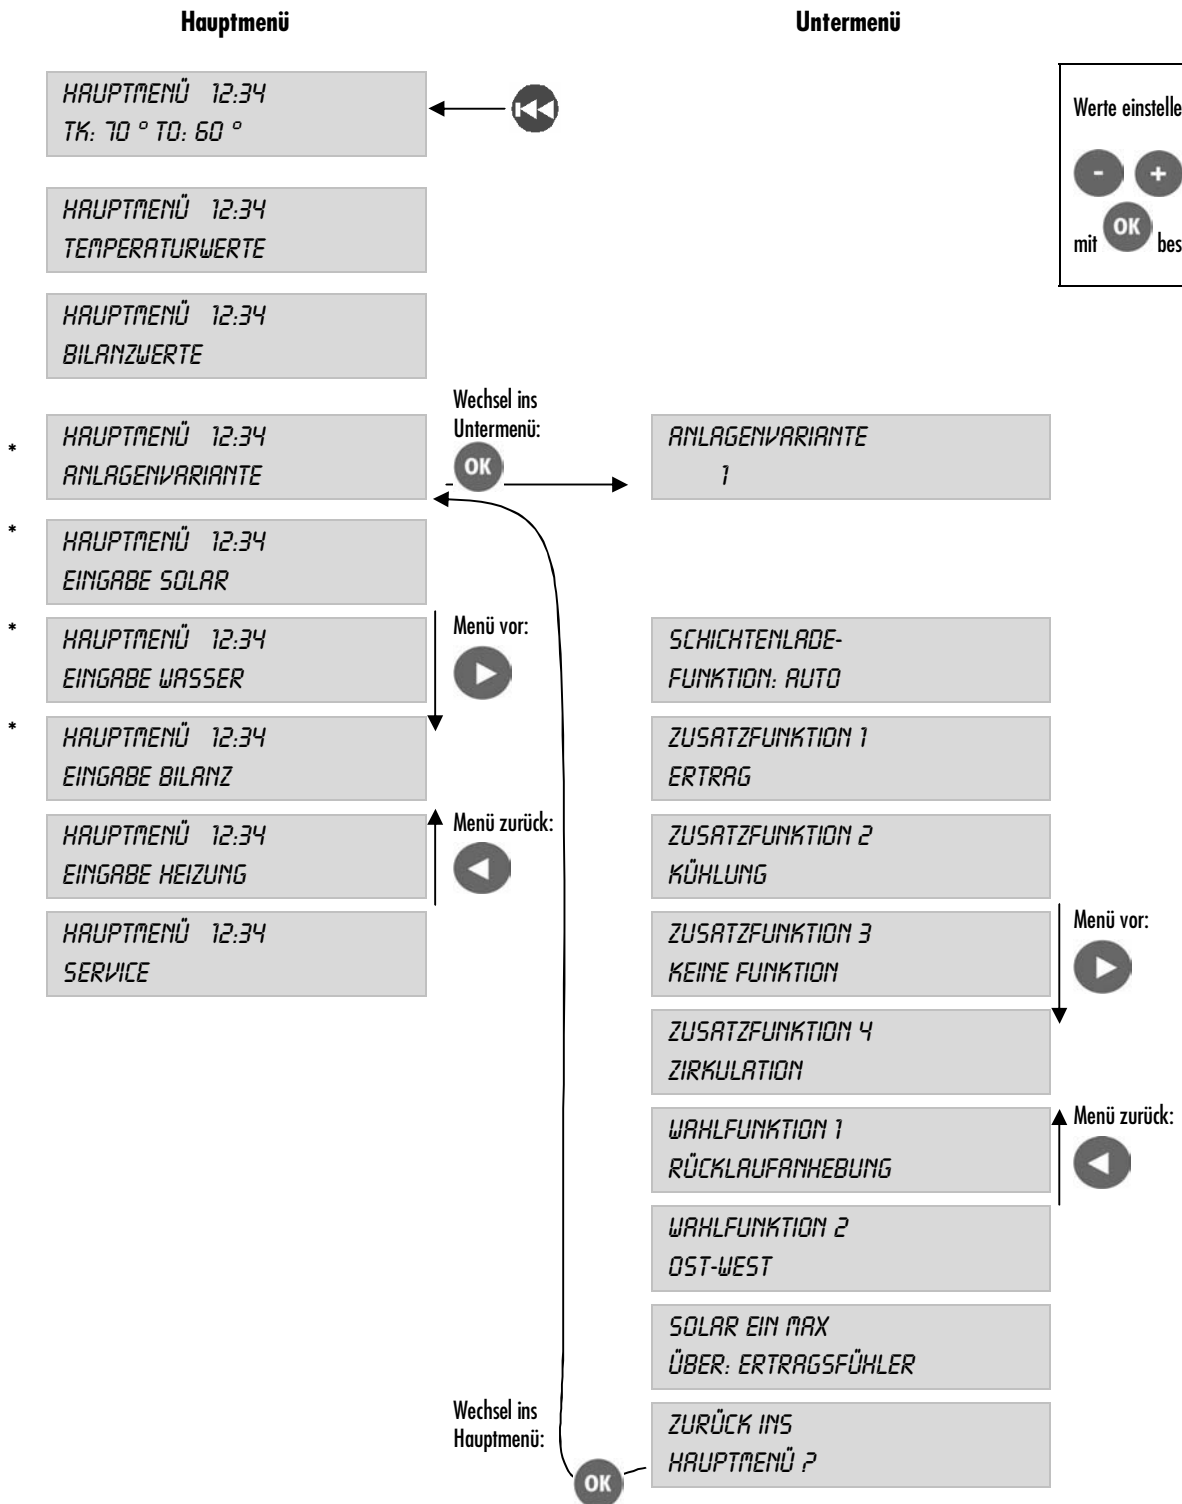 Hauptmenü
Untermenü
HAUPTMENÜ 12:34
TK: 70 ° TO: 60 °
Werte einstelle
- +
mit OK bes
HAUPTMENÜ 12:34
TEMPERATURWERTE
HAUPTMENÜ 12:34
BILANZWERTE
*
HAUPTMENÜ 12:34
ANLAGENVARIANTE
Wechsel ins
Untermenü:
OK
ANLAGENVARIANTE
1
*
HAUPTMENÜ 12:34
EINGABE SOLAR
*
HAUPTMENÜ 12:34
EINGABE WASSER
Menü vor:
*
HAUPTMENÜ 12:34
EINGABE BILANZ
HAUPTMENÜ 12:34
EINGABE HEIZUNG
Menü zurück:
HAUPTMENÜ 12:34
SERVICE
SCHICHTENLADE-
FUNKTION: AUTO
ZUSATZFUNKTION 1
ERTRAG
ZUSATZFUNKTION 2
KÜHLUNG
ZUSATZFUNKTION 3
KEINE FUNKTION
Menü vor:
ZUSATZFUNKTION 4
ZIRKULATION
WAHLFUNKTION 1
RÜCKLAUFANHEBUNG
Menü zurück:
WAHLFUNKTION 2
OST-WEST
SOLAR EIN MAX
ÜBER: ERTRAGSFÜHLER
Wechsel ins
Hauptmenü:
OK
ZURÜCK INS
HAUPTMENÜ ?